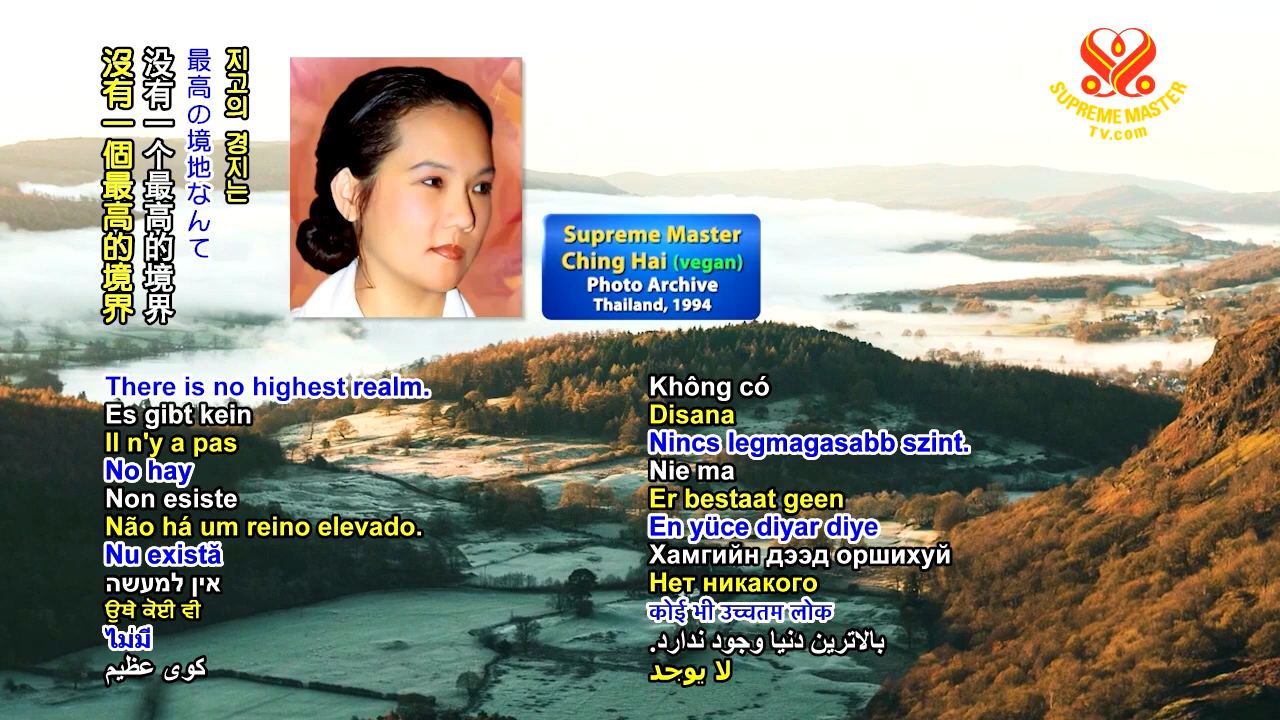 지고의 경지는
最高の境地なんて
没有一个最高的境界
沒有一個最高的境界
SUPREME MASTER
TV.com
Supreme Master
Ching Hai (vegan)
Photo Archive
Thailand, 1994
There is no highest realm.
Es gibt kein
Il n'y a pas
No hay
Non esiste
Não há um reino elevado.
Nu există
אין למעשה
ਉਥੇ ਕੋਈ ਵੀ
ไม่มี
کوی عظیم
Không có
Disana
Nincs legmagasabb szint.
Nie ma
Er bestaat geen
En yüce diyar diye
Хамгийн дээд оршихуй
Нет никакого
कोई भी उच्चतम लोक
بالاترین دنیا وجود ندارد.
لا يوجد